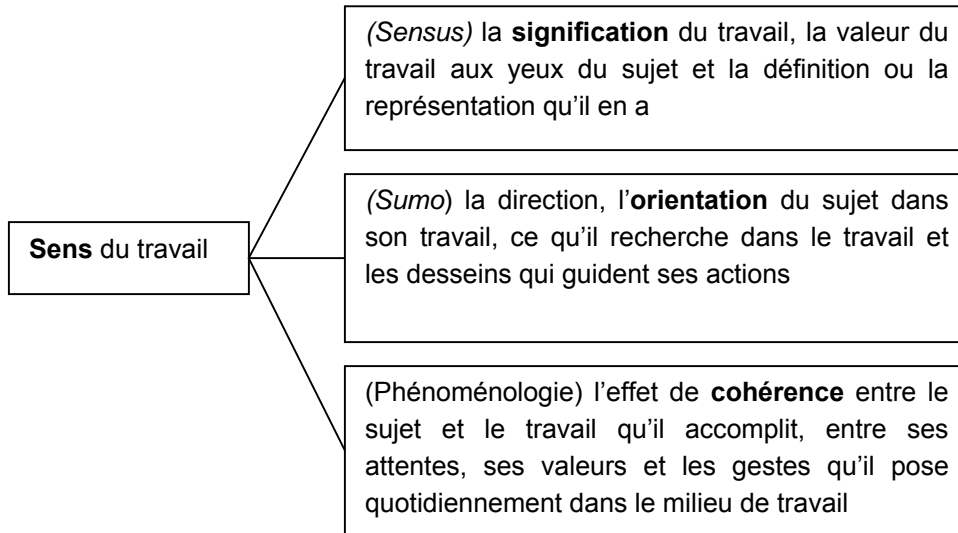 (Sensus) la signification du travail, la valeur du
travail aux yeux du sujet et la définition ou la
représentation qu'il en a
(Sumo) la direction, l'orientation du sujet dans
son travail, ce qu'il recherche dans le travail et
les desseins qui guident ses actions
Sens du travail
(Phénoménologie) l'effet de cohérence entre le
sujet et le travail qu'il accomplit, entre ses
attentes, ses valeurs et les gestes qu'il pose
quotidiennement dans le milieu de travail